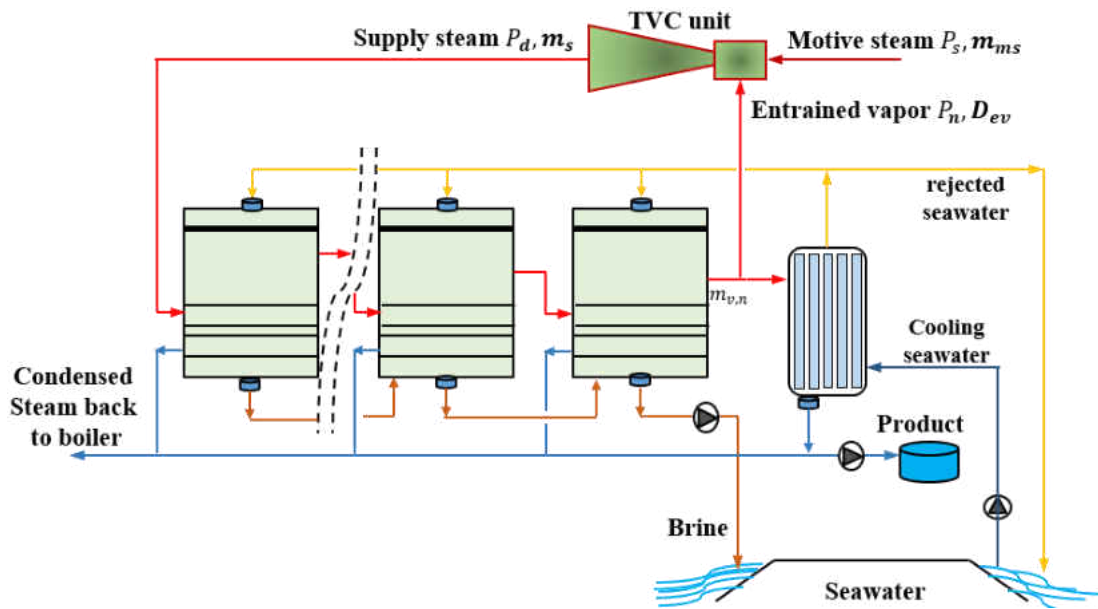 TVC unit
Supply steam P_d, m_s
Motive steam P_s, m_ms
Entrained vapor P_n, D_ev
rejected
seawater
m_v,n
Cooling
seawater
Condensed
Steam back
to boiler
Product
Brine
Seawater